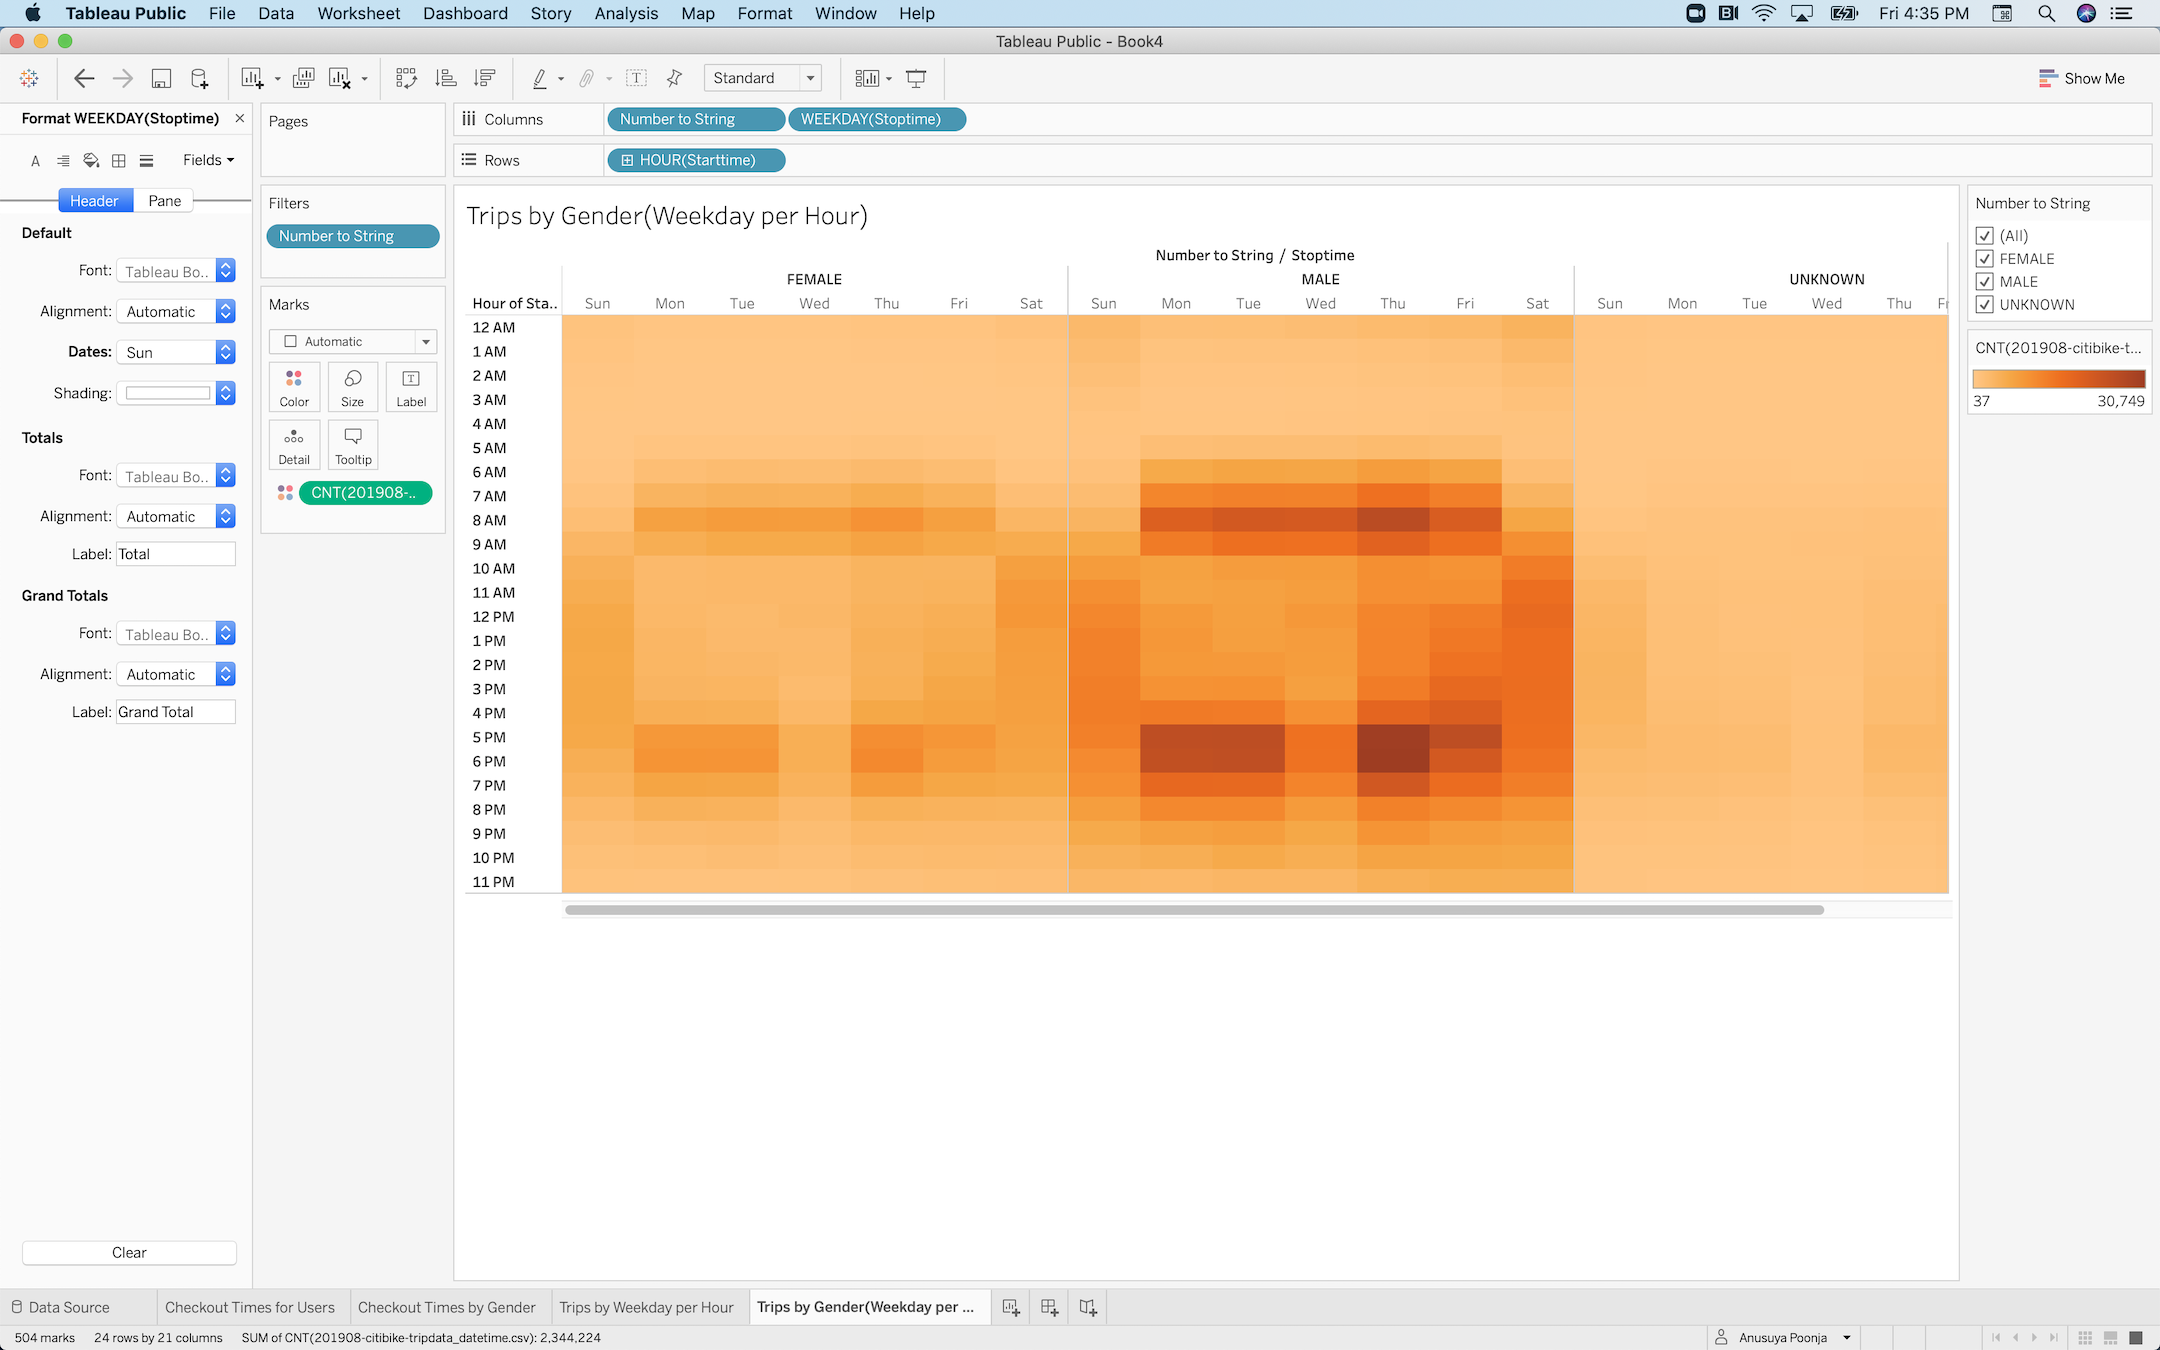 Tableau Public File Data Worksheet Dashboard Story Analysis Map Format Window Help
Fri 4:35 PM
Tableau Public - Book4
Standard
Show Me
Format WEEKDAY(Stoptime) ×
A
Fields
Header Pane
Default
Font: Tableau Bo..
Alignment: Automatic
Dates: Sun
Shading:
Totals
Font: Tableau Bo..
Alignment: Automatic
Label: Total
Grand Totals
Font: Tableau Bo..
Alignment: Automatic
Label: Grand Total
Clear
Pages
Filters
Number to String
Marks
Automatic
Color Size Label
Detail Tooltip
CNT(201908-..
Columns Number to String WEEKDAY(Stoptime)
Rows HOUR(Starttime)
Trips by Gender(Weekday per Hour)
Number to String / Stoptime
FEMALE MALE UNKNOWN
Hour of Sta.. Sun Mon Tue Wed Thu Fri Sat Sun Mon Tue Wed Thu Fri Sat Sun Mon Tue Wed Thu
12 AM
1 AM
2 AM
3 AM
4 AM
5 AM
6 AM
7 AM
8 AM
9 AM
10 AM
11 AM
12 PM
1 PM
2 PM
3 PM
4 PM
5 PM
6 PM
7 PM
8 PM
9 PM
10 PM
11 PM
Number to String
(All)
FEMALE
MALE
UNKNOWN
CNT(201908-citibike-t...
37 30,749
Data Source Checkout Times for Users Checkout Times by Gender Trips by Weekday per Hour Trips by Gender(Weekday per ...
504 marks 24 rows by 21 columns SUM of CNT(201908-citibike-tripdata_datetime.csv): 2,344,224
Anusuya Poonja